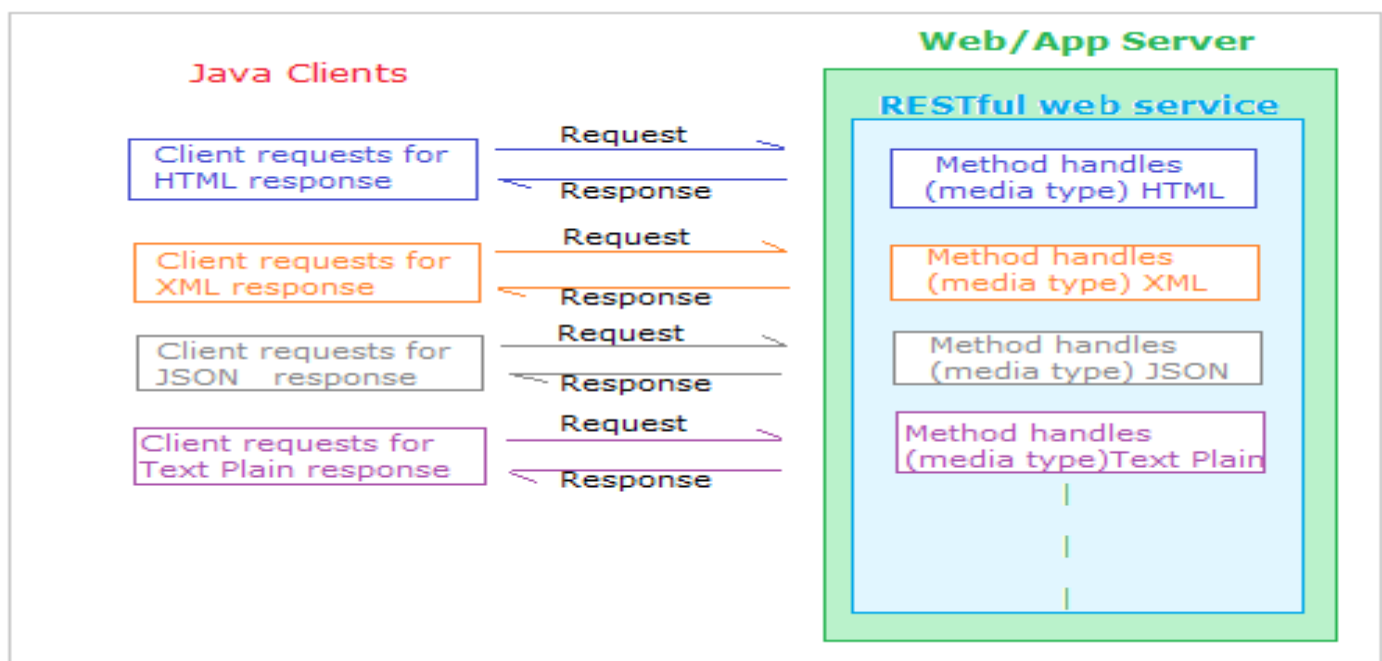 Web/App Server
Java Clients
RESTful web service
Client requests for
HTML response
Request
Response
Method handles
(media type) HTML
Client requests for
XML response
Request
Response
Method handles
(media type) XML
Client requests for
JSON response
Request
Response
Method handles
(media type) JSON
Client requests for
Text Plain response
Request
Response
Method handles
(media type)Text Plain